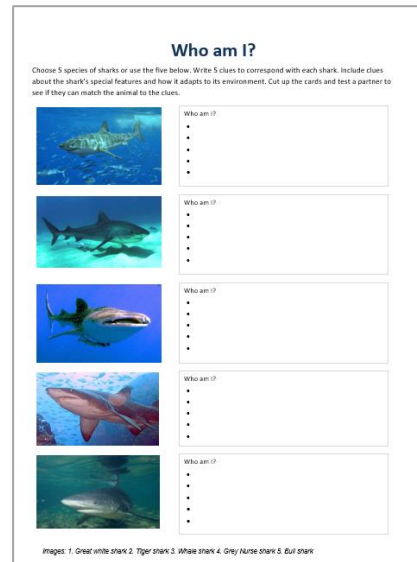 Who am I?
Choose 5 species of sharks or use the five below. Write 5 clues to correspond with each shark. Include clues
about the shark's special features and how it adapts to its environment. Cut up the cards and test a partner to
see if they can match the animal to the clues.
Who am I?
•
•
•
•
•
Who am I?
•
•
•
•
•
Who am I?
•
•
•
•
•
Who am I?
•
•
•
•
•
Who am I?
•
•
•
•
•
Images: 1. Great white shark 2. Tiger shark 3. Whale shark 4. Grey Nurse shark 5. Bull shark